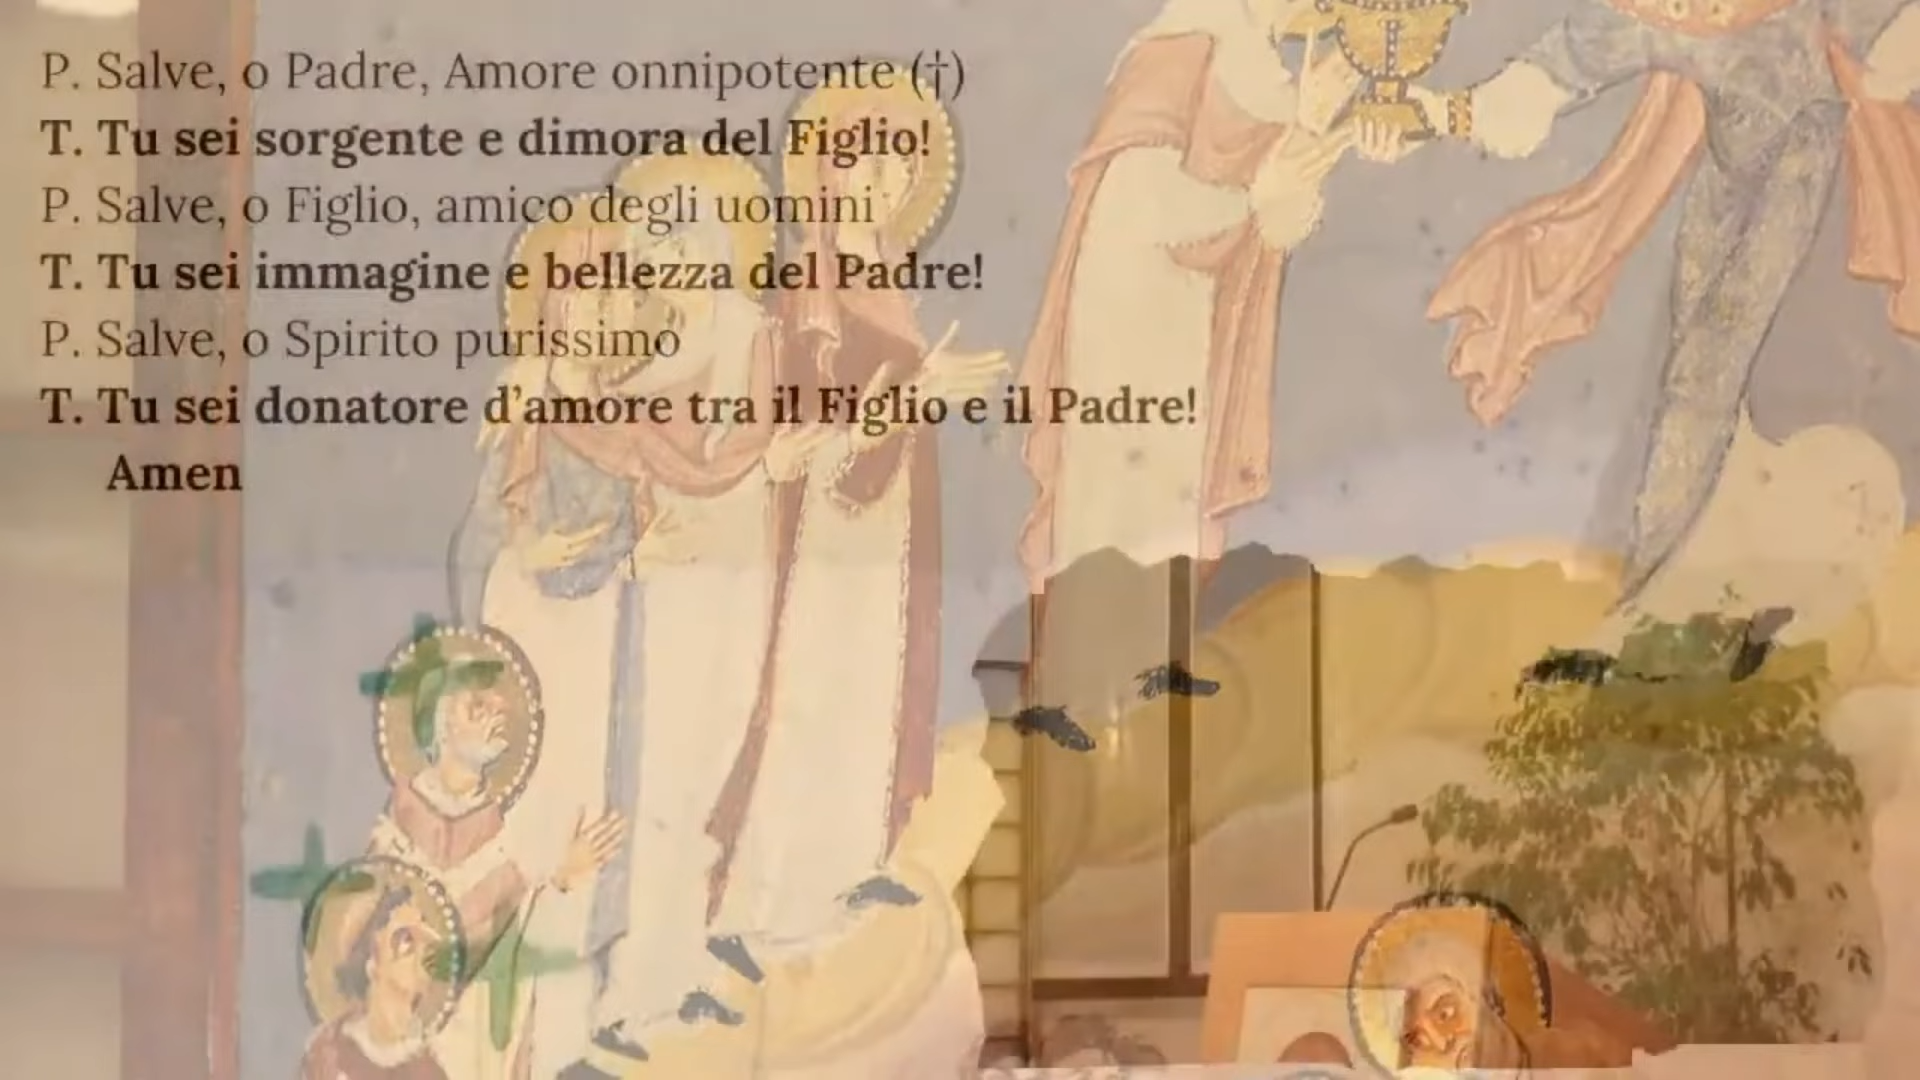 P. Salve, o Padre, Amore onnipotente (†)
T. Tu sei sorgente e dimora del Figlio!
P. Salve, o Figlio, amico degli uomini
T. Tu sei immagine e bellezza del Padre!
P. Salve, o Spirito purissimo
T. Tu sei donatore d’amore tra il Figlio e il Padre!
Amen